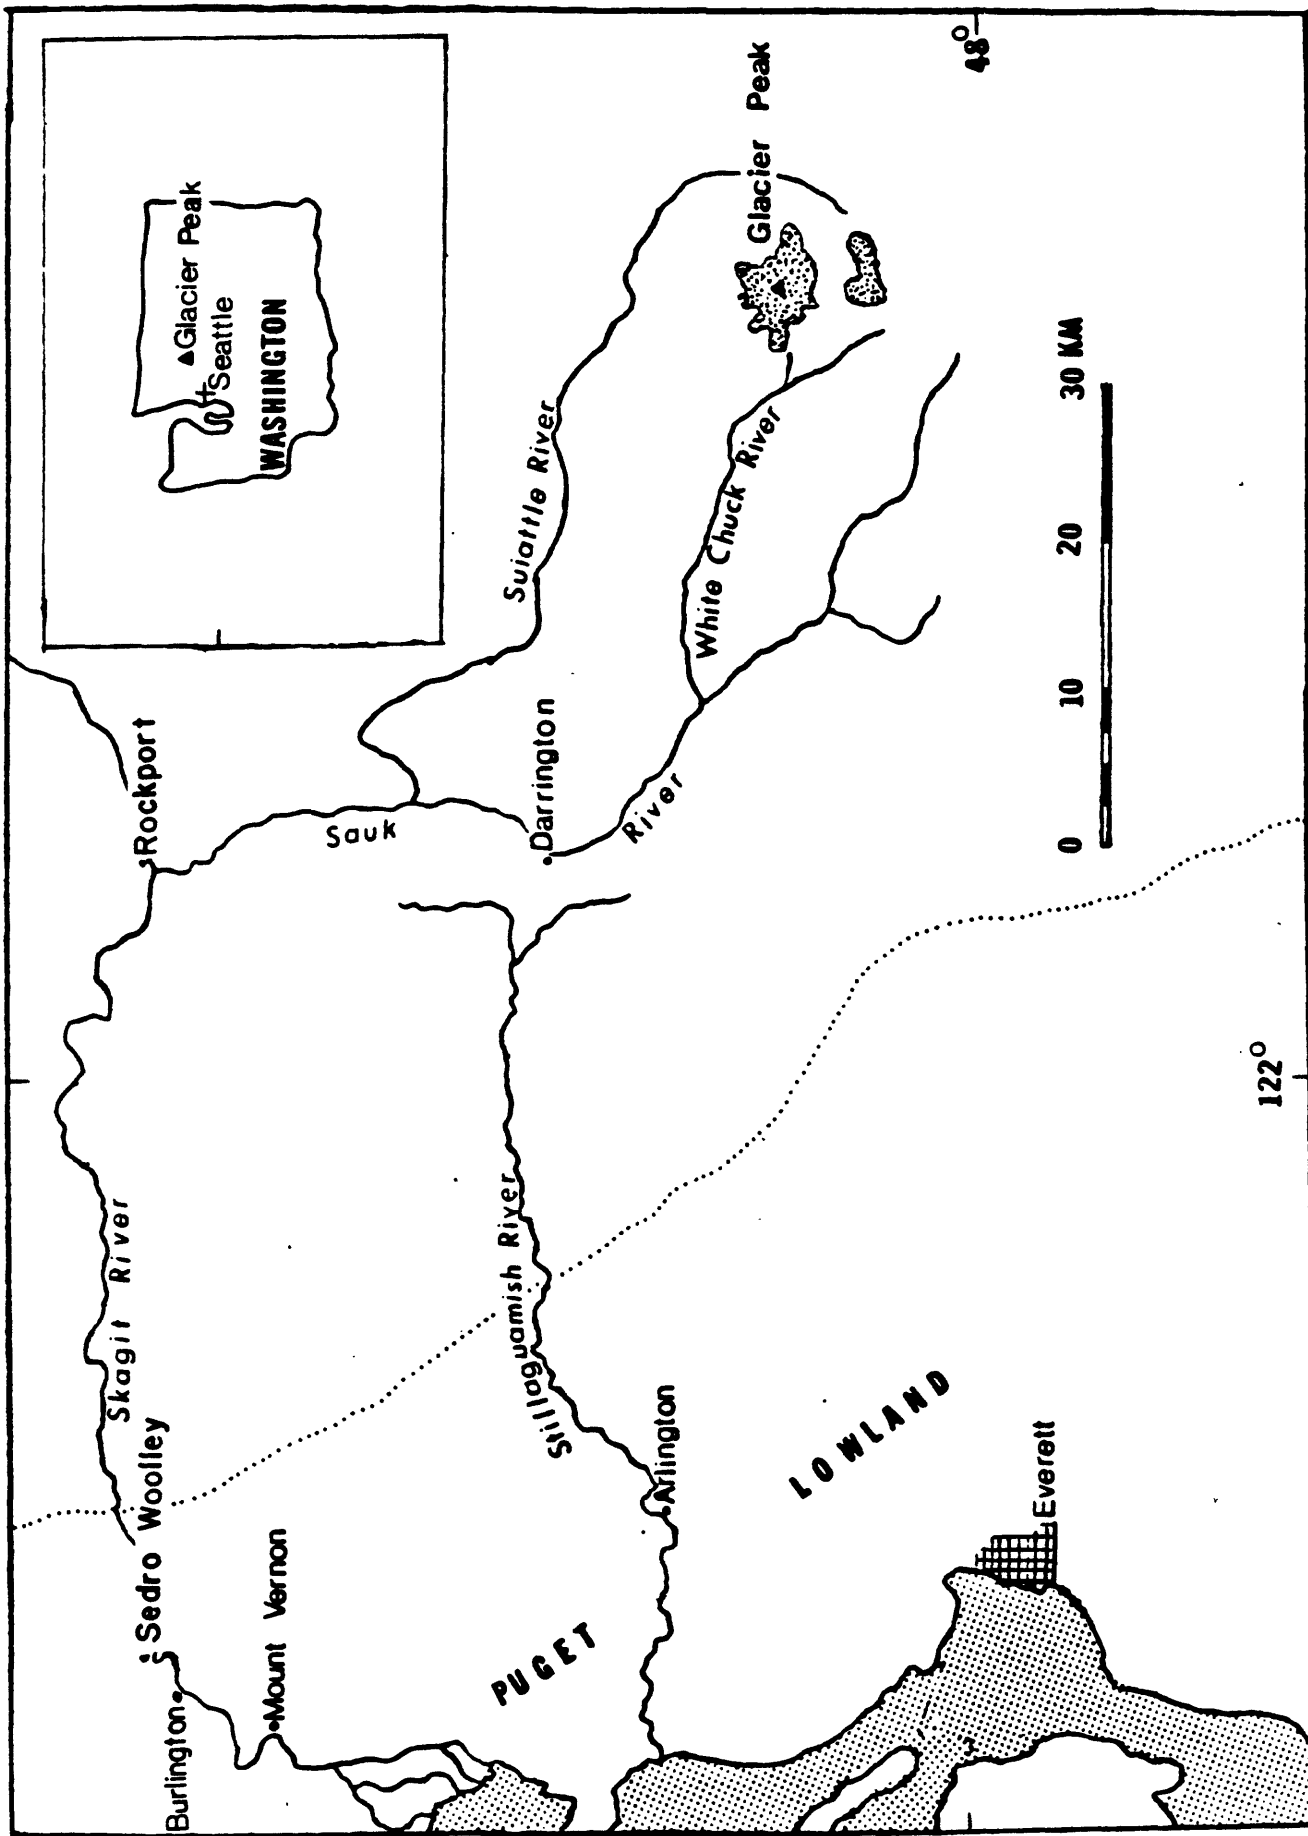 Glacier Peak
Seattle
WASHINGTON
Rockport
Sauk
River
Suiattle River
Darrington
White Chuck River
Glacier Peak
48°
Skagit River
Sedro Woolley
Burlington
Mount Vernon
Stillaguamish River
Arlington
PUGET
LOWLAND
Everett
122°
0 10 20 30 KM